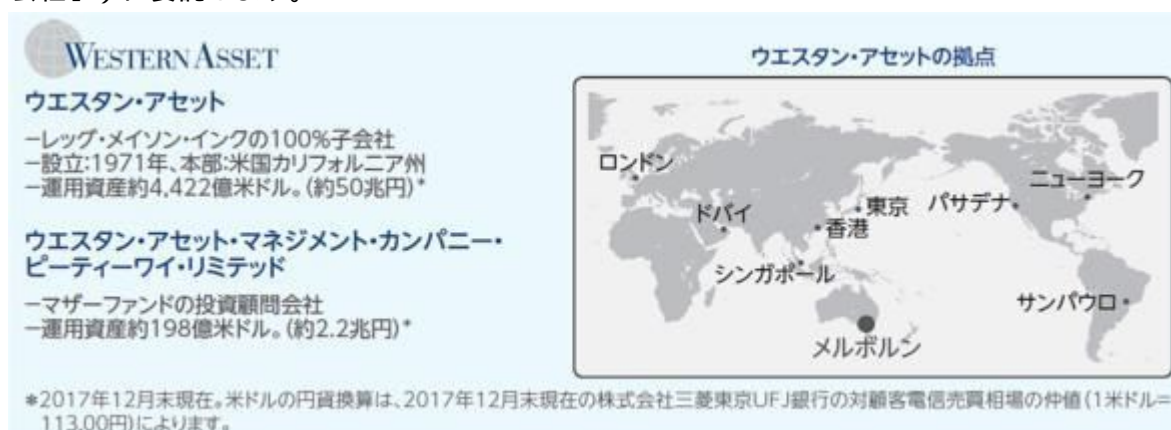 WESTERN ASSET
ウエスタン・アセット
−レッグ・メイソン・インクの100%子会社
−設立:1971年、本部:米国カリフォルニア州
−運用資産約4,422億米ドル。(約50兆円)*
ウエスタン・アセット・マネジメント・カンパニー・
ピーティーワイ・リミテッド
−マザーファンドの投資顧問会社
−運用資産約198億米ドル。(約2.2兆円)*
ウエスタン・アセットの拠点
ロンドン
ニューヨーク
ドバイ
東京
パサデナ
香港
シンガポール
サンパウロ
メルボルン
*2017年12月末現在。米ドルの円貨換算は、2017年12月末現在の株式会社三菱東京UFJ銀行の対顧客電信売買相場の仲値(1米ドル=
113.00円)によります。